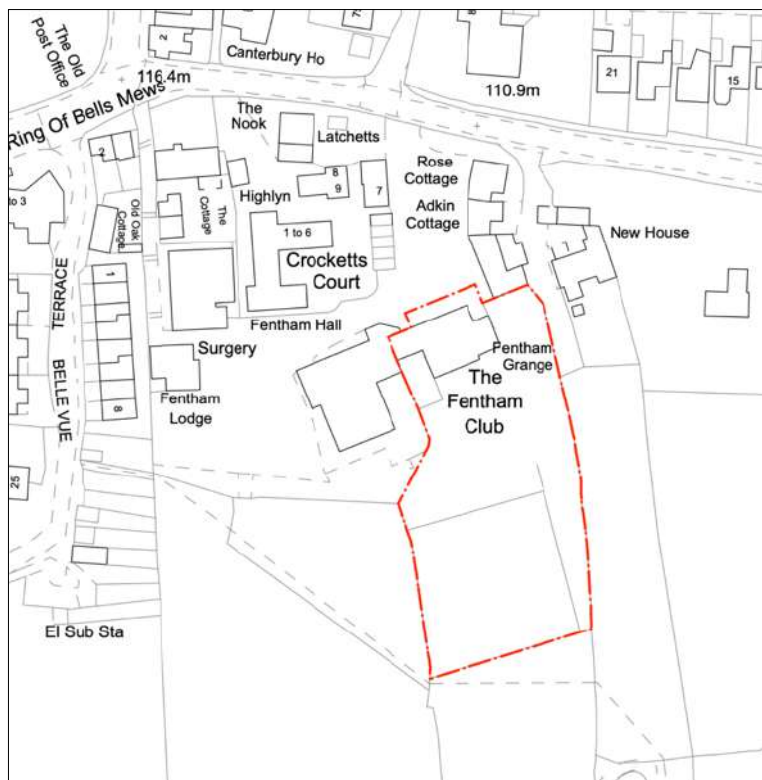 The Old
Post Office
2
Canterbury Ho
116.4m
110.9m
21
15
Ring Of Bells Mews
The
Nook
Latchetts
2
to 3
Old Oak
Cottage
The
Cottage
Highlyn
8
9
7
1 to 6
Crocketts
Court
Rose
Cottage
Adkin
Cottage
New House
TERRACE
BELLE VUE
1
8
Fentham Hall
Surgery
Fentham
Lodge
Fentham
Grange
The
Fentham
Club
25
El Sub Sta